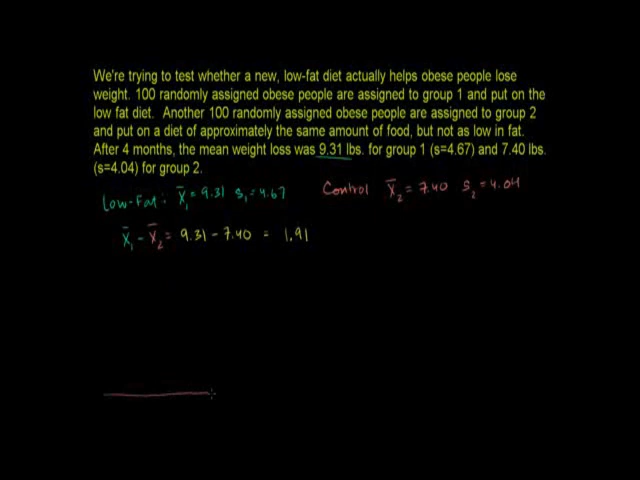 We're trying to test whether a new, low-fat diet actually helps obese people lose
weight. 100 randomly assigned obese people are assigned to group 1 and put on the
low fat diet. Another 100 randomly assigned obese people are assigned to group 2
and put on a diet of approximately the same amount of food, but not as low in fat.
After 4 months, the mean weight loss was 9.31 lbs. for group 1 (s=4.67) and 7.40 lbs.
(s=4.04) for group 2.
Low-Fat: X̄₁ = 9.31 s₁ = 4.67 Control X̄₂ = 7.40 s₂ = 4.04
X̄₁ - X̄₂ = 9.31 - 7.40 = 1.91